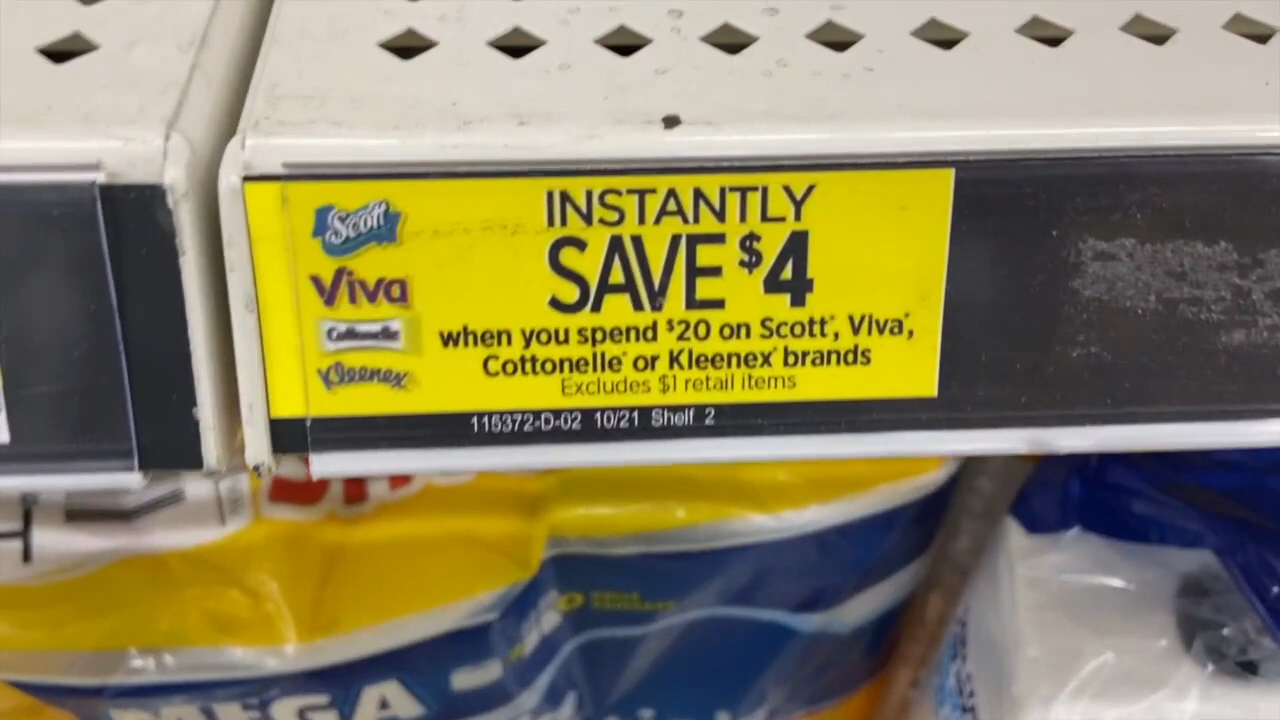 Scott
Viva
Cottonelle
Kleenex
INSTANTLY
SAVE $4
when you spend $20 on Scott®, Viva®,
Cottonelle® or Kleenex® brands
Excludes $1 retail items
115372-D-02 10/21 Shelf 2
MEGA